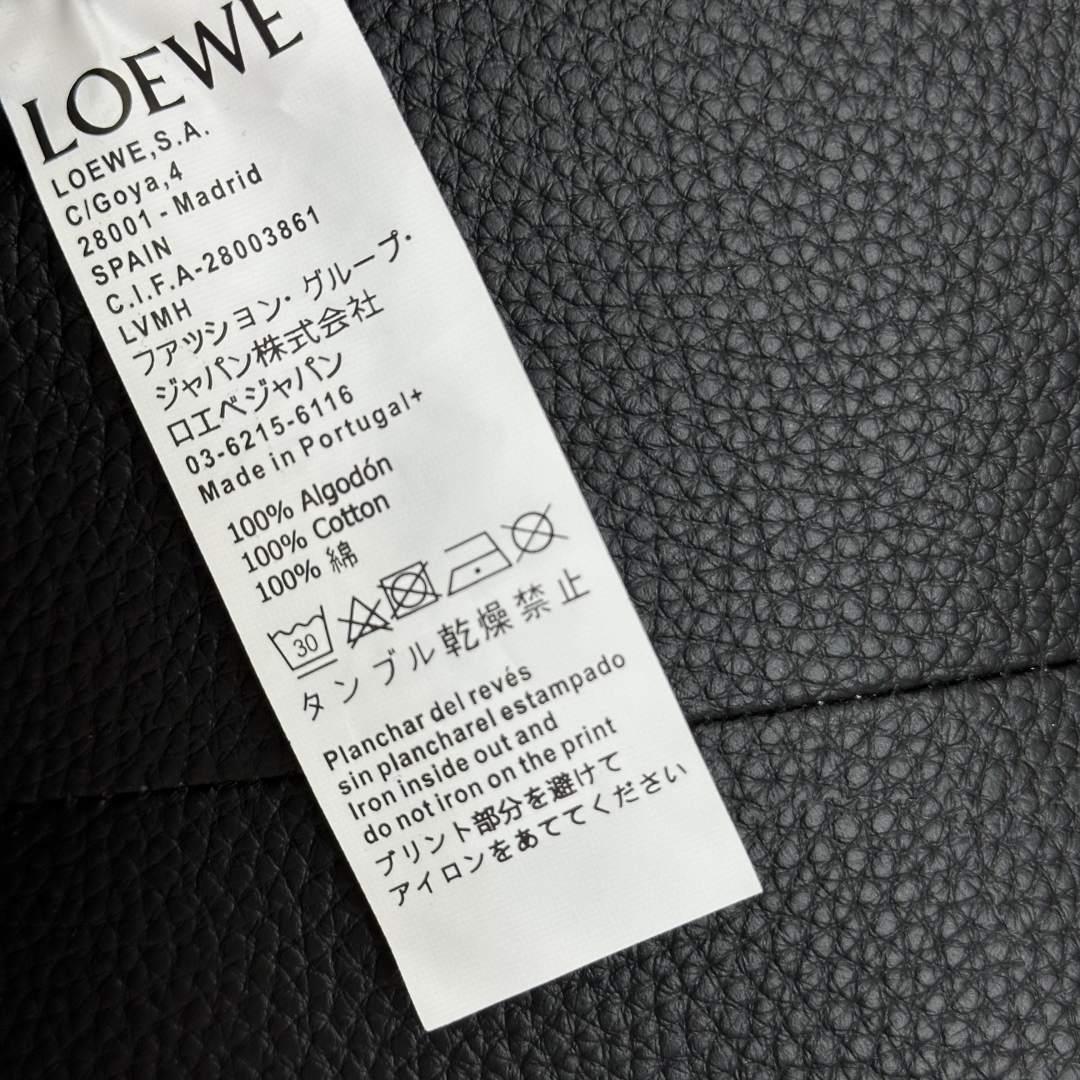 LOEWE
LOEWE,S.A.
C/Goya,4
28001 - Madrid
SPAIN
C.I.F.A-28003861
LVMH
ファッション・グループ・
ジャパン株式会社
ロエベジャパン
03-6215-6116
Made in Portugal+
100% Algodón
100% Cotton
100% 綿
30
タンブル乾燥禁止
Planchar del revés
sin plancharel estampado
Iron inside out and
do not iron on the print
プリント部分を避けて
アイロンをあててください